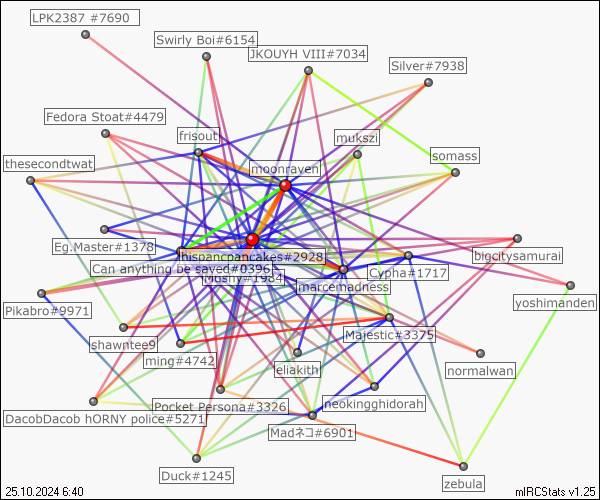 LPK2387 #7690
Swirly Boi#6154
JKOUYH VIII#7034
Silver#7938
Fedora Stoat#4479
frisout
mukszi
somass
thesecondtwat
moonraven
Eg.Master#1378
hispancpancakes#2928
bigcitysamurai
Can anything be saved#0396
Cypha#1717
Moshy#1984
marcemadness
yoshimanden
Pikabro#9971
shawntee9
Majestic#3375
ming#4742
eliakith
normalwan
Pocket Persona#3326
neokingghidorah
DacobDacob hORNY police#5271
Madネコ#6901
Duck#1245
zebula
25.10.2024 6:40
mIRCStats v1.25